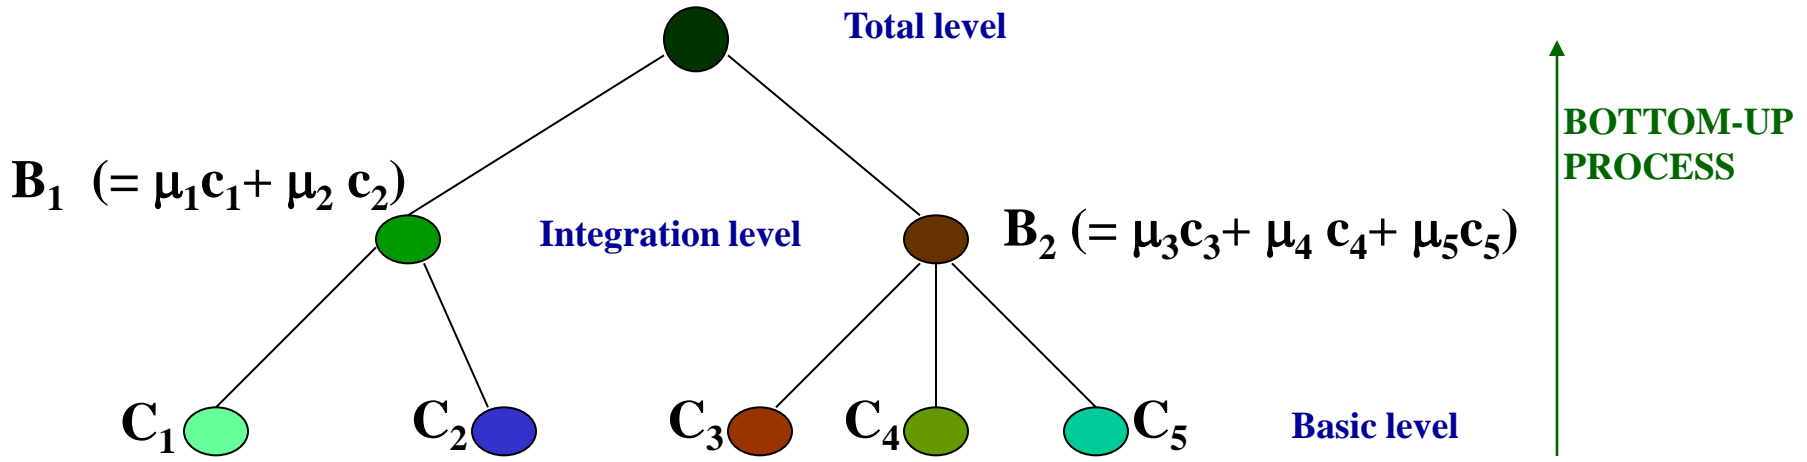 Total level
BOTTOM-UP
PROCESS
B₁ (= μ₁c₁+ μ₂ c₂)
Integration level
B₂ (= μ₃c₃+ μ₄ c₄+ μ₅c₅)
C₁
C₂
C₃
C₄
C₅
Basic level